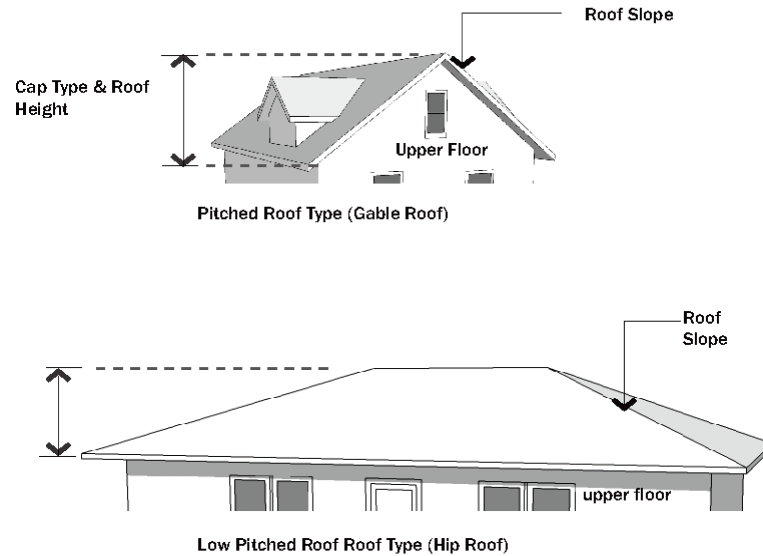 Roof Slope
Cap Type & Roof
Height
Upper Floor
Pitched Roof Type (Gable Roof)
Roof
Slope
upper floor
Low Pitched Roof Roof Type (Hip Roof)